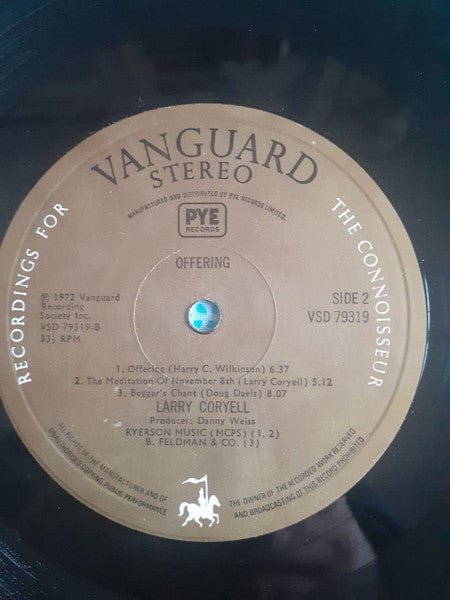 VANGUARD
STEREO
RECORDINGS FOR THE CONNOISSEUR
MANUFACTURED AND DISTRIBUTED BY PYE RECORDS LIMITED.
PYE
RECORDS
OFFERING
℗ 1972 Vanguard
Recording
Society Inc.
VSD 79319-B
33⅓ RPM
SIDE 2
VSD 79319
1. Offering (Harry C. Wilkinson) 6.37
2. The Meditation Of November 8th (Larry Coryell) 5.12
3. Beggar's Chant (Doug Davis) 8.07
LARRY CORYELL
Producer: Danny Weiss
RYERSON MUSIC (MCPS) (1, 2)
B. FELDMAN & CO. (3)
ALL RIGHTS OF THE MANUFACTURER AND OF THE OWNER OF THE RECORDED WORK RESERVED
UNAUTHORISED COPYING PUBLIC PERFORMANCE AND BROADCASTING OF THIS RECORD PROHIBITED